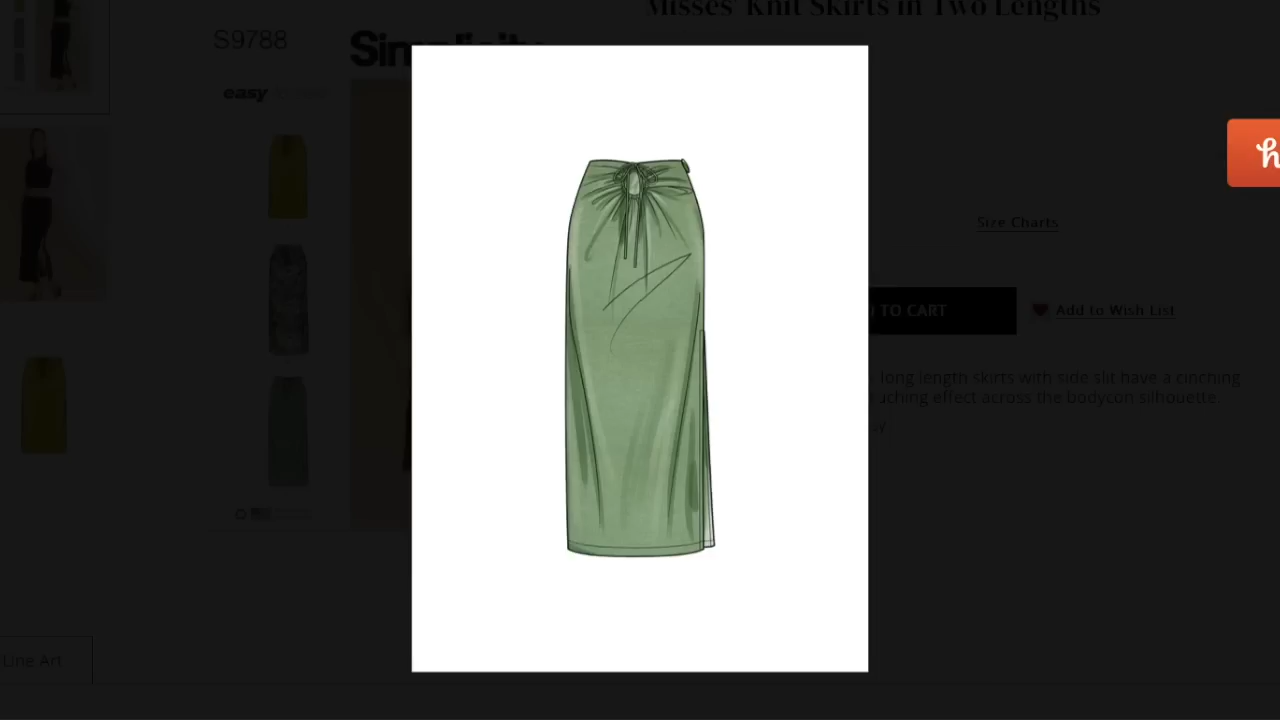 Misses' Knit Skirts in Two Lengths
S9788
easy
Size Charts
TO CART
Add to Wish List
long length skirts with side slit have a cinching
effect across the bodycon silhouette
Line Art
h